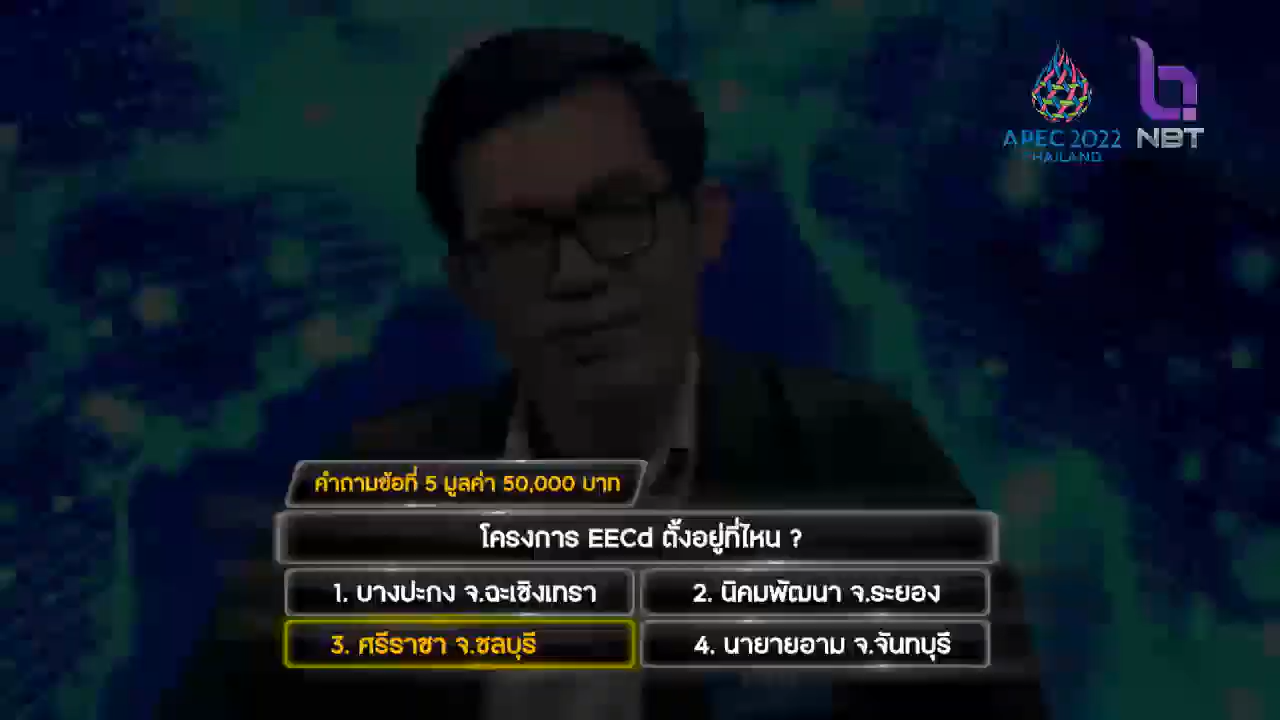 APEC 2022
THAILAND
NBT
คำถามข้อที่ 5 มูลค่า 50,000 บาท
โครงการ EECd ตั้งอยู่ที่ไหน ?
1. บางปะกง จ.ฉะเชิงเทรา
2. นิคมพัฒนา จ.ระยอง
3. ศรีราชา จ.ชลบุรี
4. นายายอาม จ.จันทบุรี